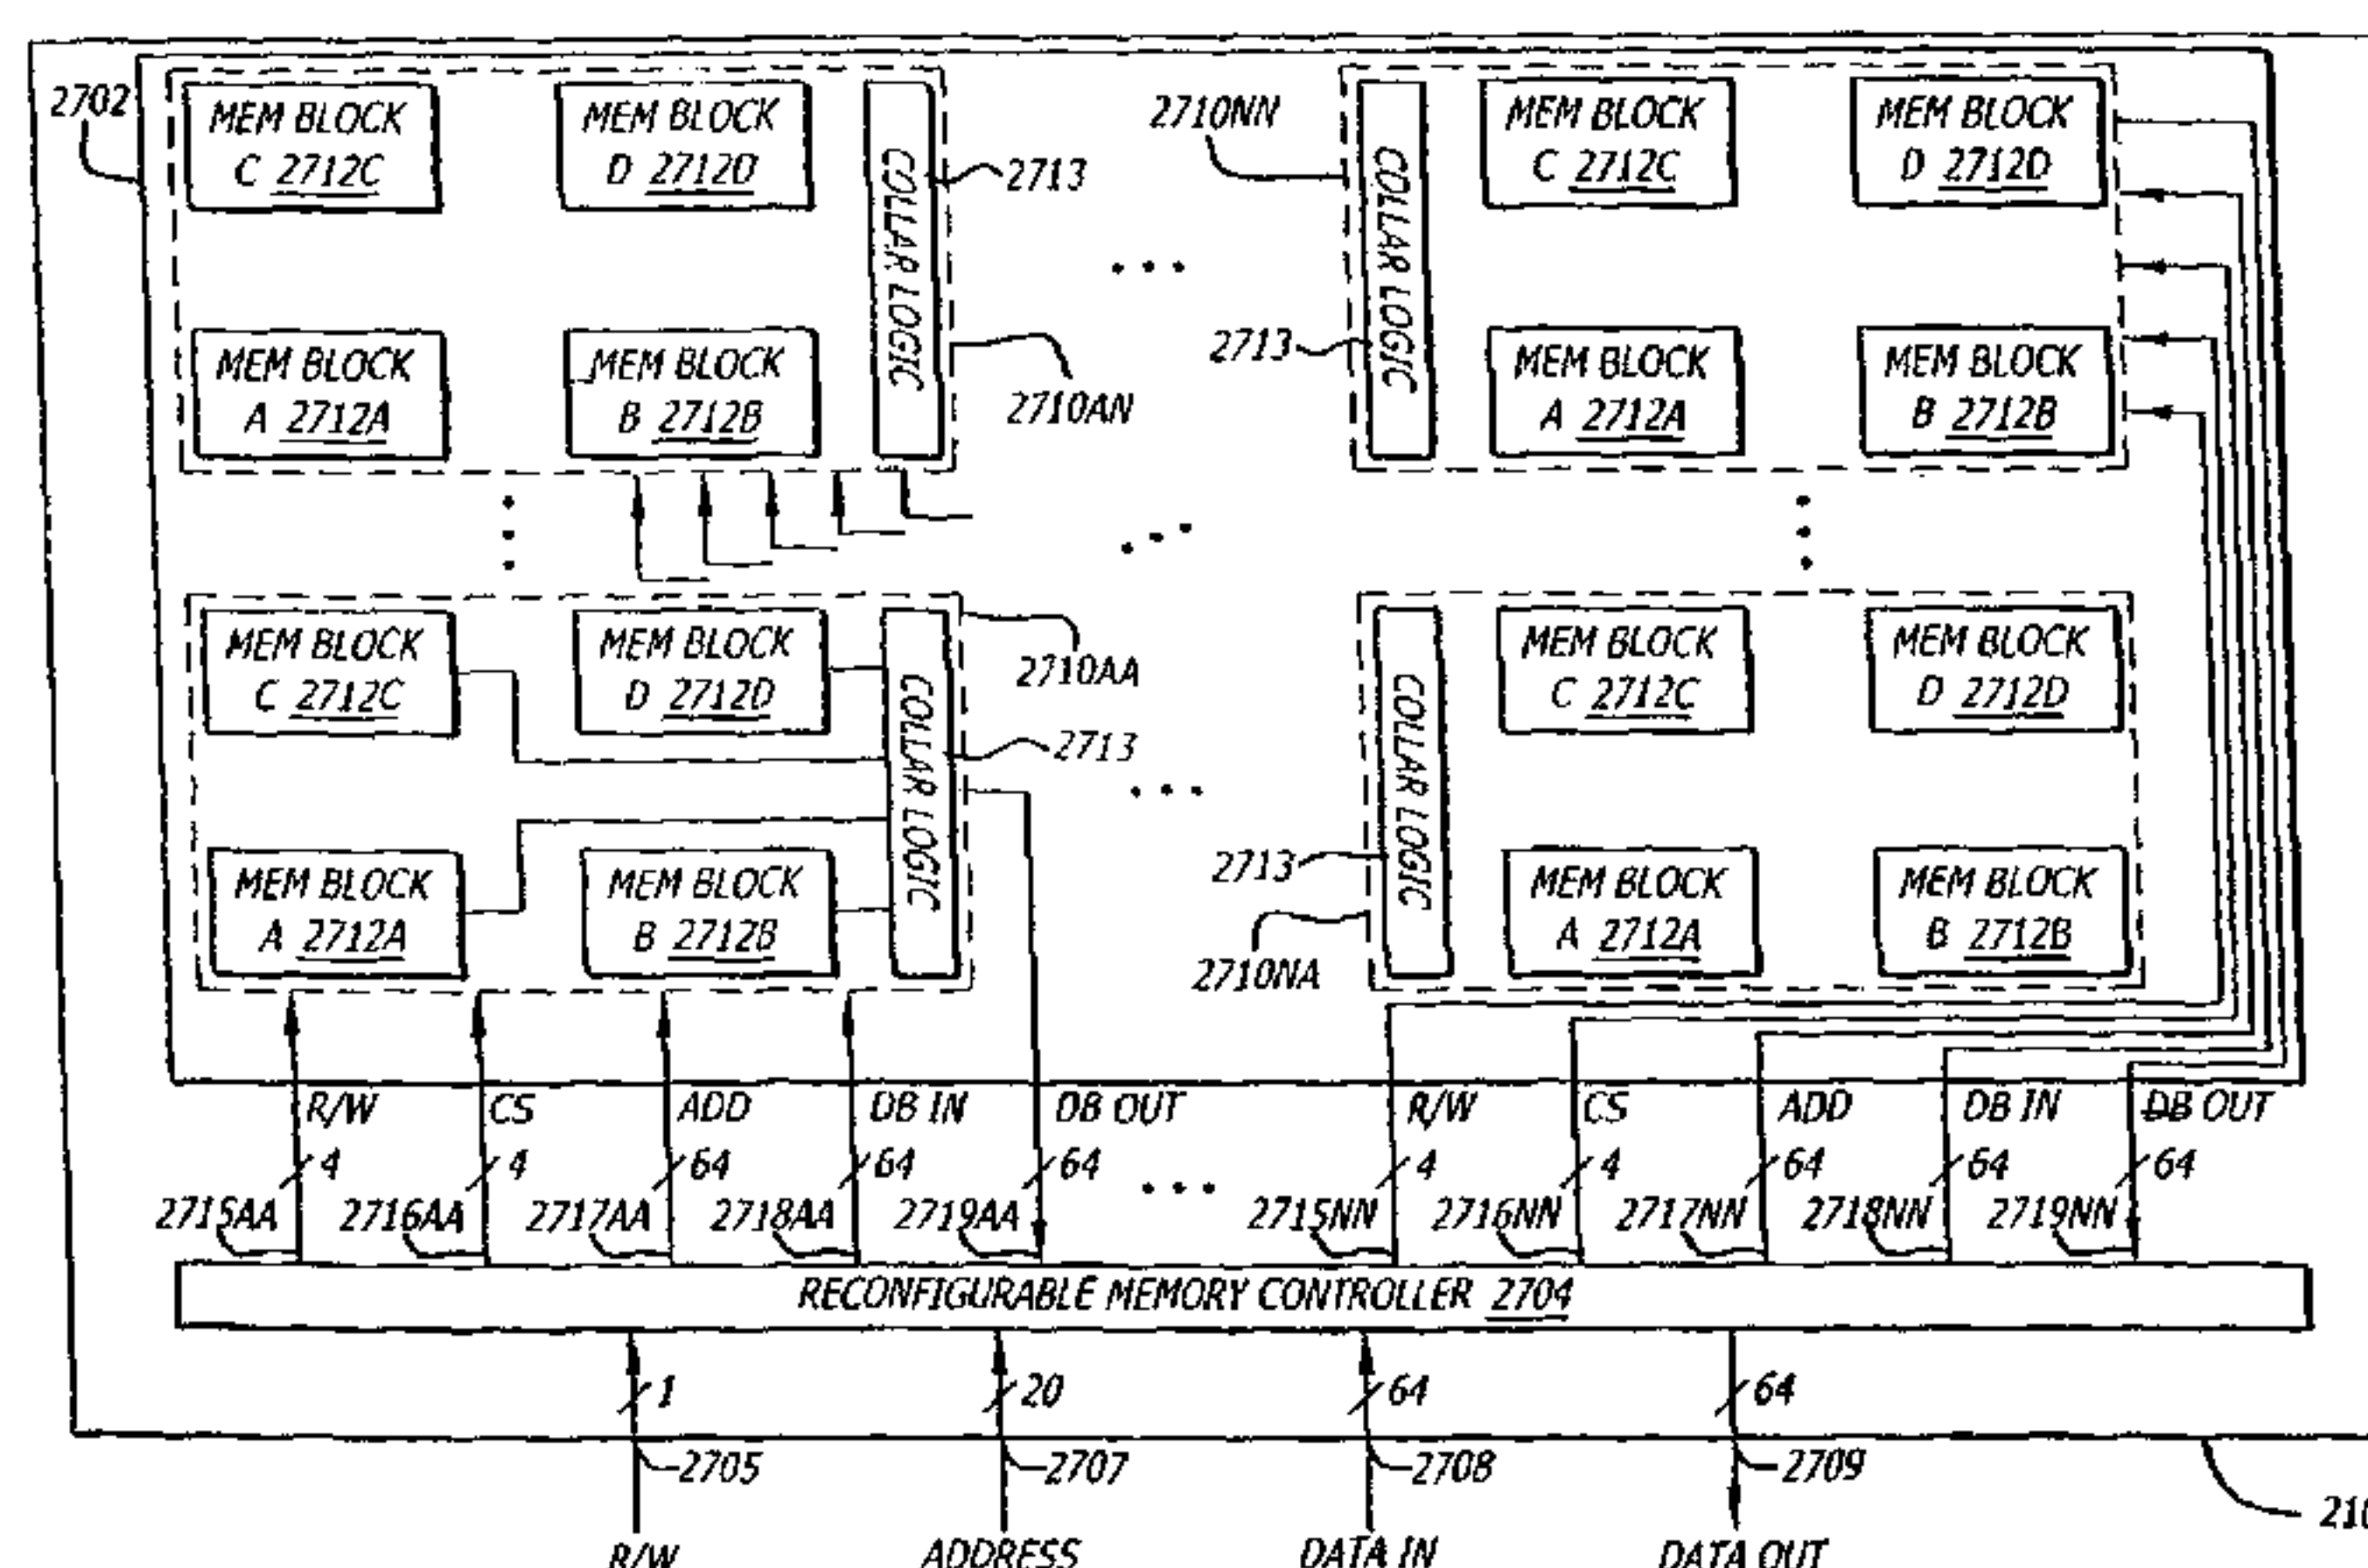 2702
MEM BLOCK
C 2712C
MEM BLOCK
D 2712D
COLLAR LOGIC
2713
2710NN
COLLAR LOGIC
MEM BLOCK
C 2712C
MEM BLOCK
D 2712D
MEM BLOCK
A 2712A
MEM BLOCK
B 2712B
2710AN
2713
MEM BLOCK
A 2712A
MEM BLOCK
B 2712B
MEM BLOCK
C 2712C
MEM BLOCK
D 2712D
COLLAR LOGIC
2710AA
2713
COLLAR LOGIC
MEM BLOCK
C 2712C
MEM BLOCK
D 2712D
MEM BLOCK
A 2712A
MEM BLOCK
B 2712B
2713
2710NA
MEM BLOCK
A 2712A
MEM BLOCK
B 2712B
R/W CS ADD DB IN DB OUT R/W CS ADD DB IN DB OUT
4 4 64 64 64 4 4 64 64 64
2715AA 2716AA 2717AA 2718AA 2719AA 2715NN 2716NN 2717NN 2718NN 2719NN
RECONFIGURABLE MEMORY CONTROLLER 2704
1 20 64 64
2705 2707 2708 2709
R/W ADDRESS DATA IN DATA OUT